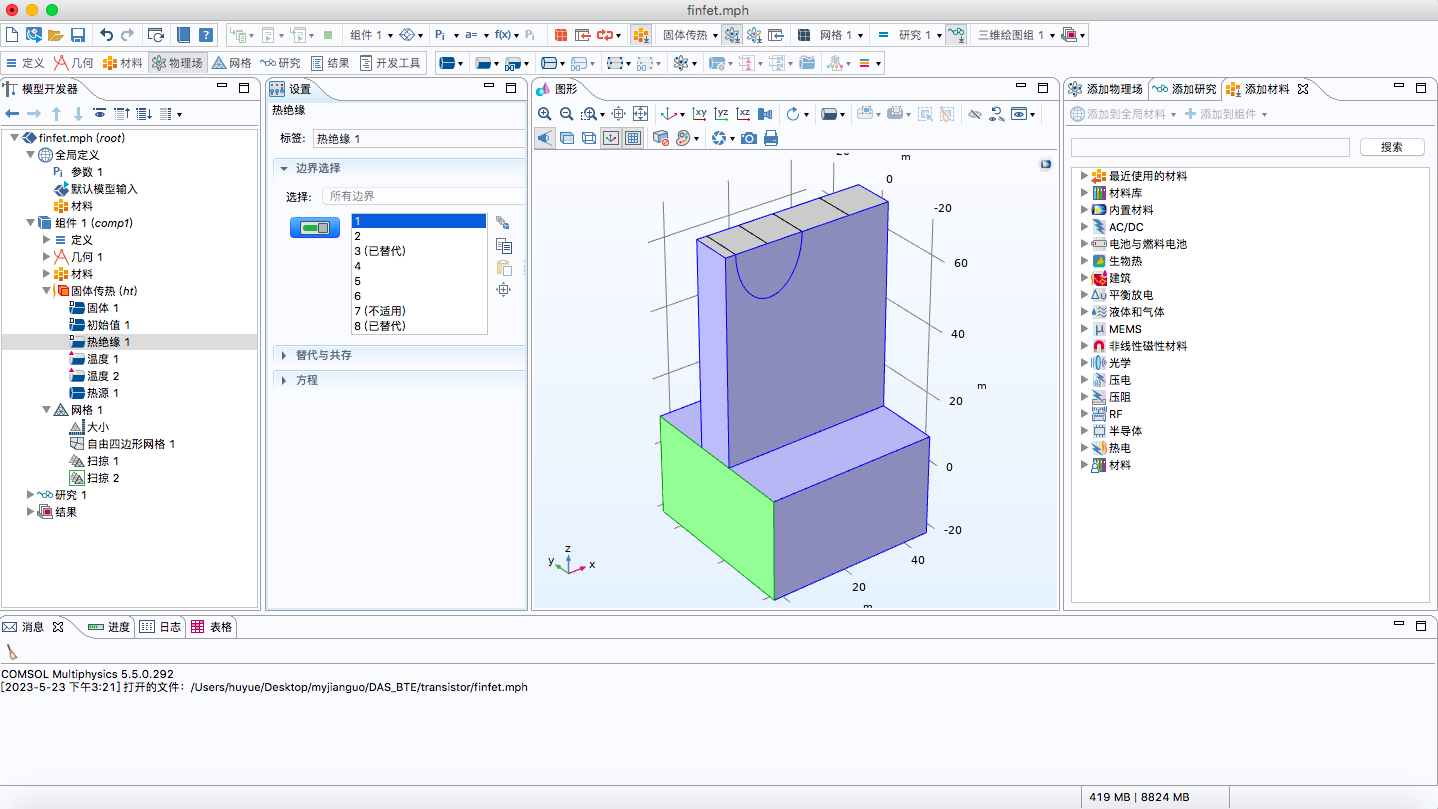 finfet.mph
组件 1 Pi a= f(x) Pi 固体传热 网格 1 研究 1 三维绘图组 1
定义 几何 材料 物理场 网格 研究 结果 开发工具
模型开发器
finfet.mph (root)
全局定义
Pi 参数 1
默认模型输入
材料
组件 1 (comp1)
定义
几何 1
材料
固体传热 (ht)
固体 1
初始值 1
热绝缘 1
温度 1
温度 2
热源 1
网格 1
大小
自由四边形网格 1
扫掠 1
扫掠 2
研究 1
结果
设置
热绝缘
标签: 热绝缘 1
边界选择
选择: 所有边界
1
2
3 (已替代)
4
5
6
7 (不适用)
8 (已替代)
替代与共存
方程
图形
xy yz xz
m
0
-20
60
40
m
20
0
-20
40
20
m
z
y
x
添加物理场 添加研究 添加材料
添加到全局材料 添加到组件
搜索
最近使用的材料
材料库
内置材料
AC/DC
电池与燃料电池
生物热
建筑
平衡放电
液体和气体
MEMS
非线性磁性材料
光学
压电
压阻
RF
半导体
热电
材料
消息 进度 日志 表格
COMSOL Multiphysics 5.5.0.292
[2023-5-23 下午3:21] 打开的文件: /Users/huyue/Desktop/myjianguo/DAS_BTE/transistor/finfet.mph
419 MB | 8824 MB